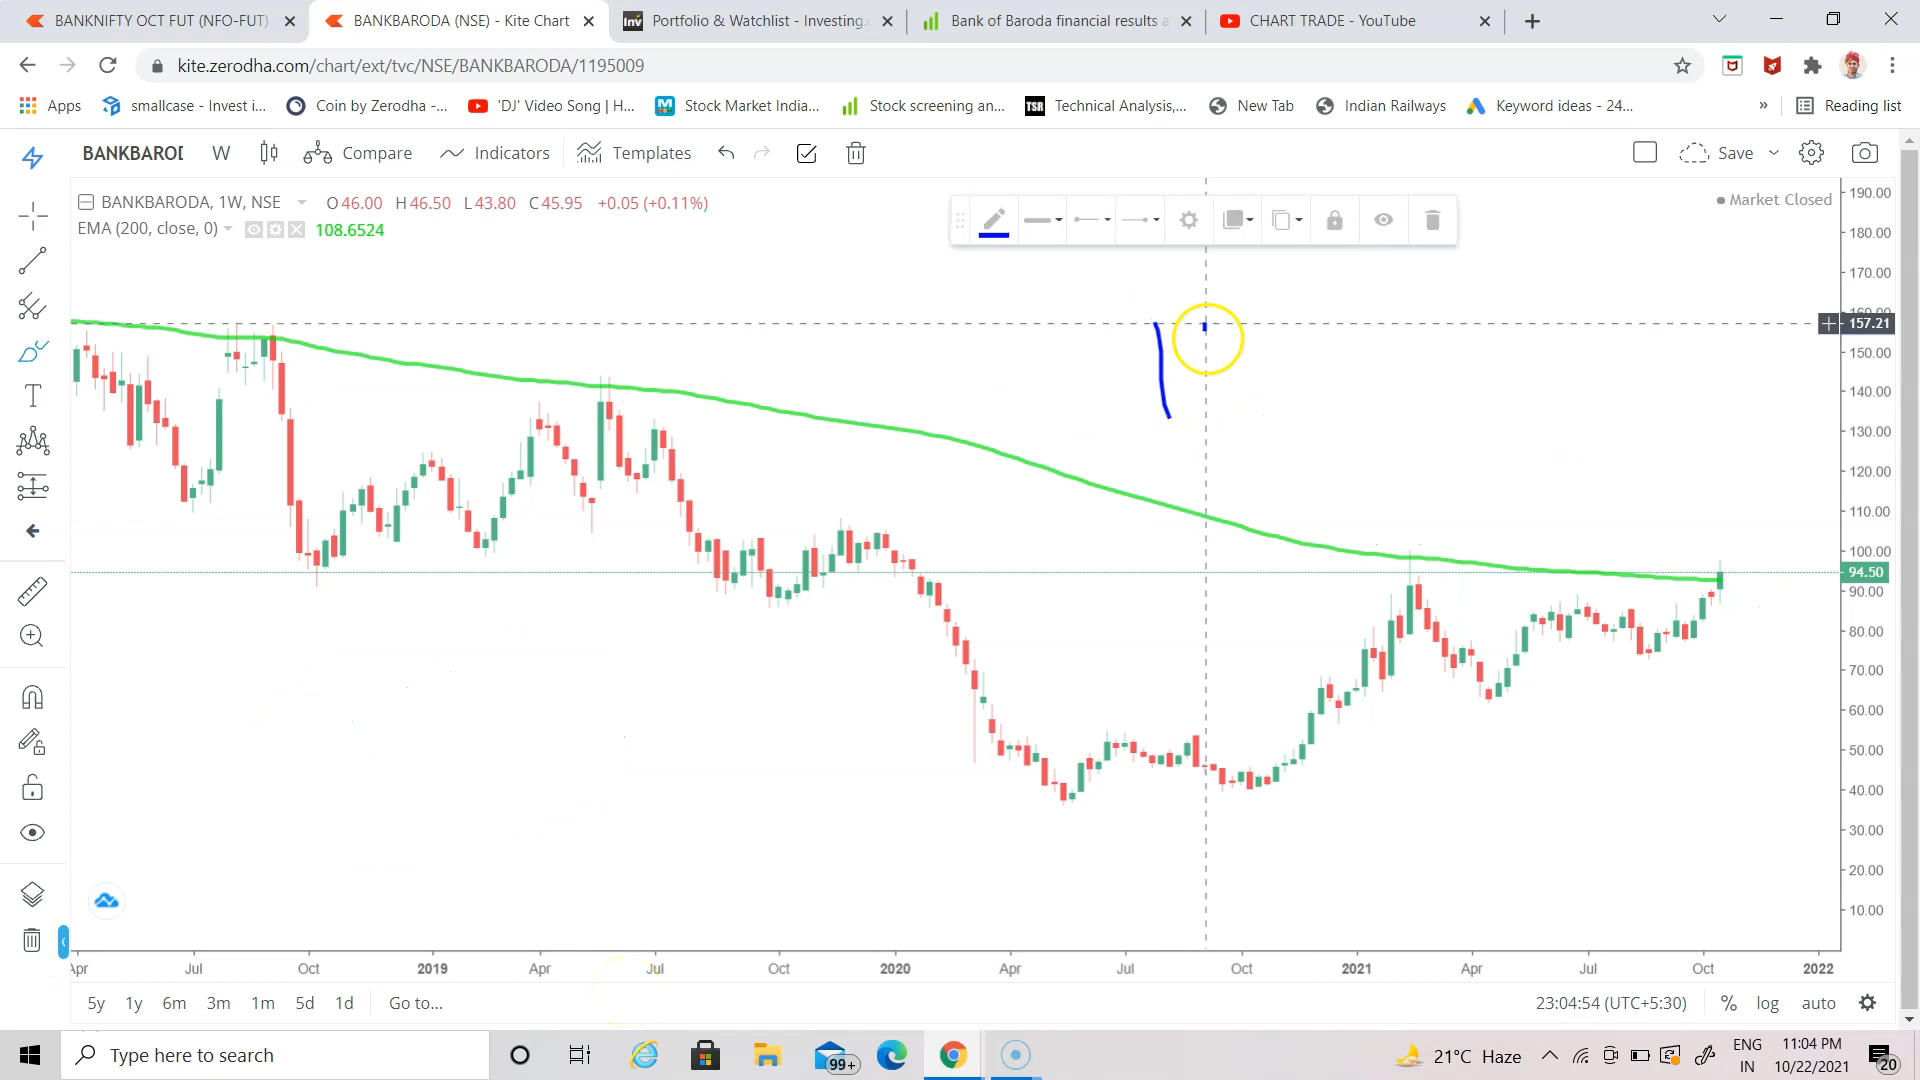 BANKNIFTY OCT FUT (NFO-FUT)
BANKBARODA (NSE) - Kite Chart
Inv Portfolio & Watchlist - Investing.
Bank of Baroda financial results a
CHART TRADE - YouTube
kite.zerodha.com/chart/ext/tvc/NSE/BANKBARODA/1195009
Apps
smallcase - Invest i...
Coin by Zerodha -...
'DJ' Video Song | H...
M Stock Market India...
Stock screening an...
TSR Technical Analysis,...
New Tab
Indian Railways
Keyword ideas - 24...
»
Reading list
BANKBAROD W Compare Indicators Templates Save
BANKBARODA, 1W, NSE O46.00 H46.50 L43.80 C45.95 +0.05 (+0.11%)
Market Closed
EMA (200, close, 0) 108.6524
T
190.00
180.00
170.00
157.21
150.00
140.00
130.00
120.00
110.00
100.00
94.50
90.00
80.00
70.00
60.00
50.00
40.00
30.00
20.00
10.00
Apr Jul Oct 2019 Apr Jul Oct 2020 Apr Jul Oct 2021 Apr Jul Oct 2022
5y 1y 6m 3m 1m 5d 1d Go to...
23:04:54 (UTC+5:30) % log auto
Type here to search
99+
21°C Haze
ENG
IN
11:04 PM
10/22/2021
20